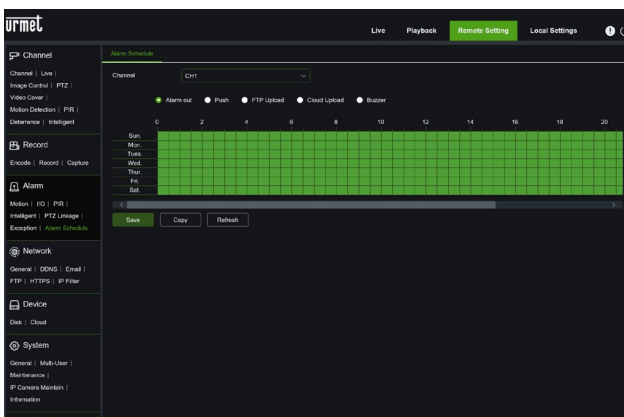 urmet
Live Playback Remote Setting Local Settings
Channel
Channel | Live |
Image Control | PTZ |
Video Cover |
Motion Detection | PIR |
Deterrence | Intelligent
Record
Encode | Record | Capture
Alarm
Motion | I/O | PIR |
Intelligent | PTZ Linkage |
Exception | Alarm Schedule
Network
General | DDNS | Email |
FTP | HTTPS | IP Filter
Device
Disk | Cloud
System
General | Multi-User |
Maintenance |
IP Camera Maintain |
Information
Alarm Schedule
Channel CH1
Alarm out Push FTP Upload Cloud Upload Buzzer
0 2 4 6 8 10 12 14 16 18 20
Sun.
Mon.
Tues.
Wed.
Thur.
Fri.
Sat.
Save Copy Refresh